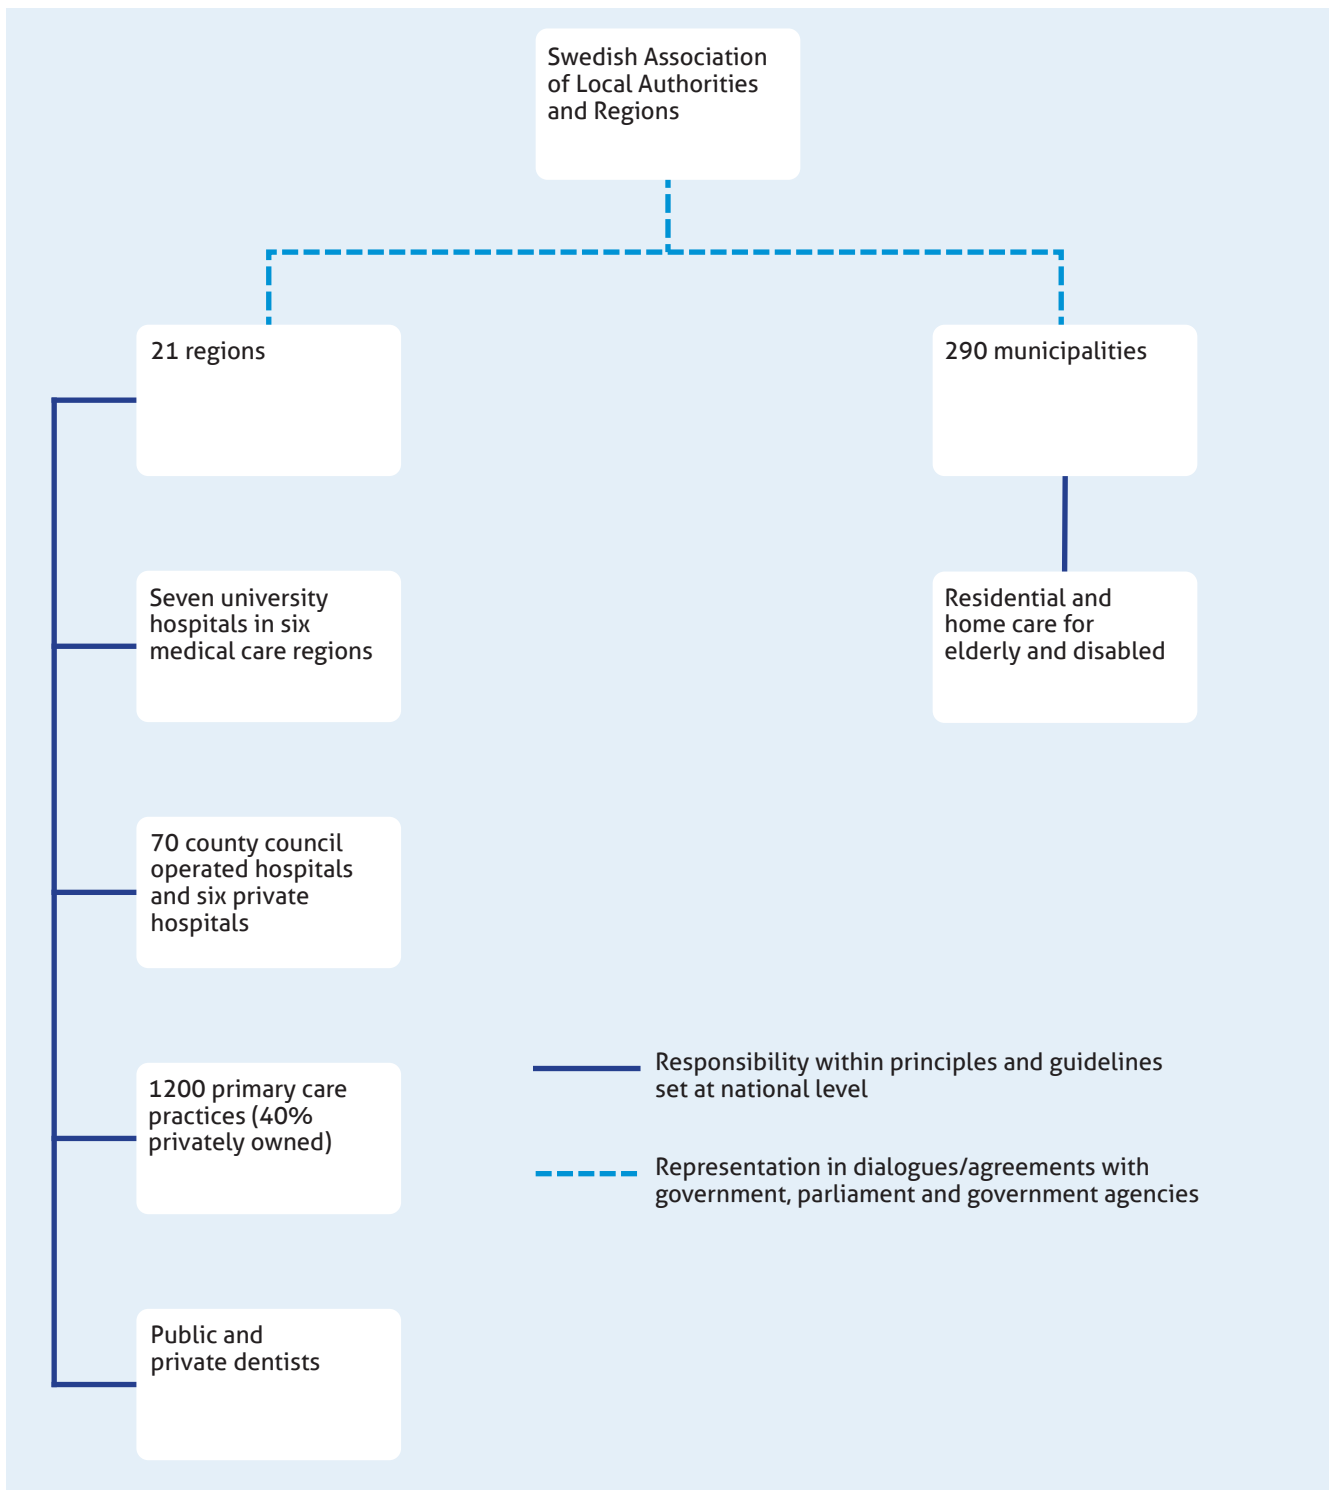 Swedish Association
of Local Authorities
and Regions
21 regions
290 municipalities
Seven university
hospitals in six
medical care regions
Residential and
home care for
elderly and disabled
70 county council
operated hospitals
and six private
hospitals
1200 primary care
practices (40%
privately owned)
Responsibility within principles and guidelines
set at national level
Representation in dialogues/agreements with
government, parliament and government agencies
Public and
private dentists